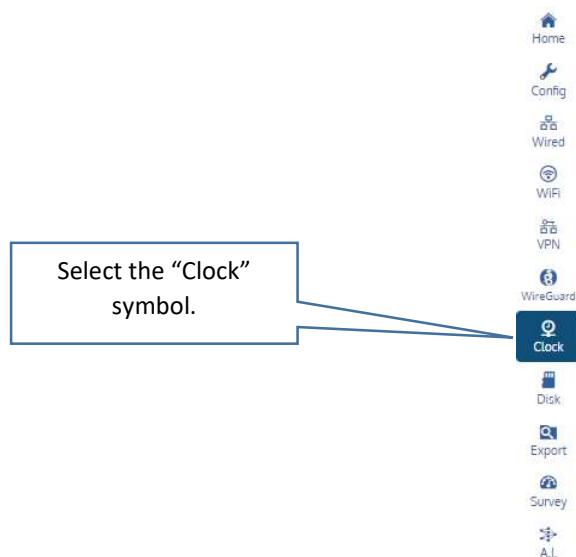 Home
Config
Wired
WiFi
VPN
WireGuard
Select the “Clock”
symbol.
Clock
Disk
Export
Survey
A.I.